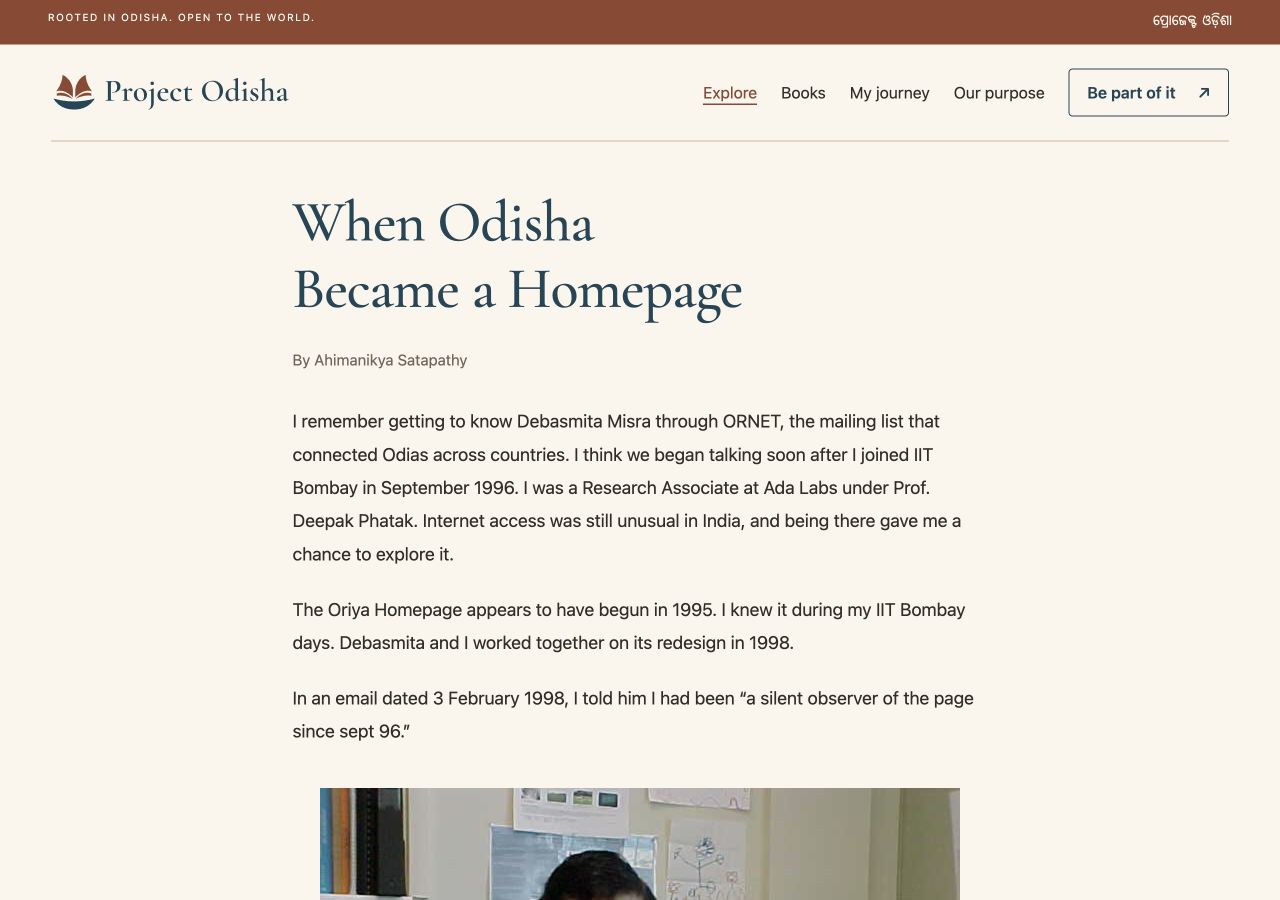 ROOTED IN ODISHA. OPEN TO THE WORLD.
ପ୍ରୋଜେକ୍ଟ ଓଡ଼ିଶା
Project Odisha
Explore
Books
My journey
Our purpose
Be part of it
When Odisha
Became a Homepage
By Ahimanikya Satapathy
I remember getting to know Debasmita Misra through ORNET, the mailing list that
connected Odias across countries. I think we began talking soon after I joined IIT
Bombay in September 1996. I was a Research Associate at Ada Labs under Prof.
Deepak Phatak. Internet access was still unusual in India, and being there gave me a
chance to explore it.
The Oriya Homepage appears to have begun in 1995. I knew it during my IIT Bombay
days. Debasmita and I worked together on its redesign in 1998.
In an email dated 3 February 1998, I told him I had been “a silent observer of the page
since sept 96.”